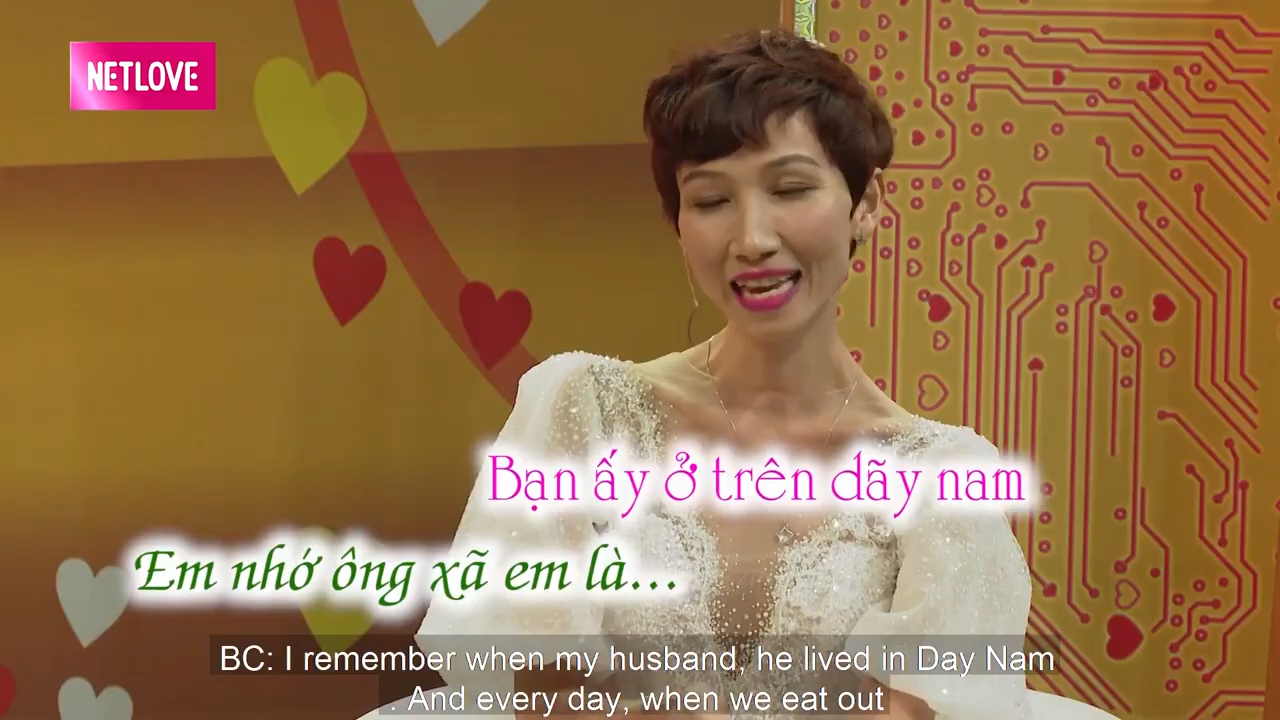 NETLOVE
Bạn ấy ở trên dãy nam
Em nhớ ông xã em là...
BC: I remember when my husband, he lived in Day Nam
. And every day, when we eat out